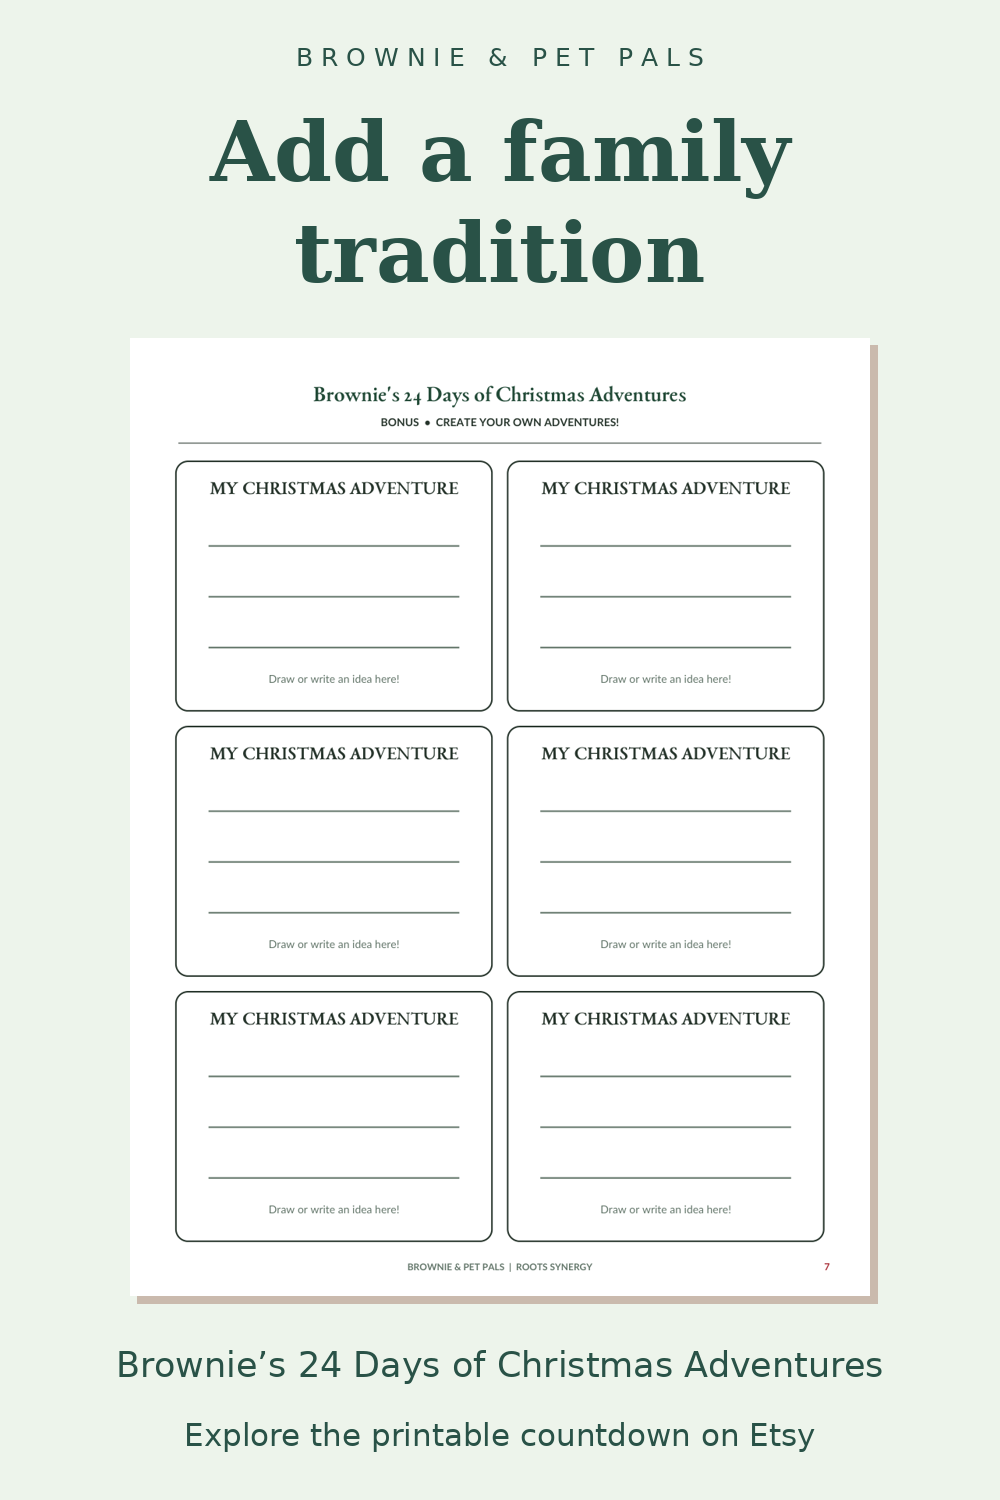 BROWNIE & PET PALS
Add a family
tradition
Brownie's 24 Days of Christmas Adventures
BONUS • CREATE YOUR OWN ADVENTURES!
MY CHRISTMAS ADVENTURE
Draw or write an idea here!
MY CHRISTMAS ADVENTURE
Draw or write an idea here!
MY CHRISTMAS ADVENTURE
Draw or write an idea here!
MY CHRISTMAS ADVENTURE
Draw or write an idea here!
MY CHRISTMAS ADVENTURE
Draw or write an idea here!
MY CHRISTMAS ADVENTURE
Draw or write an idea here!
BROWNIE & PET PALS | ROOTS SYNERGY
7
Brownie’s 24 Days of Christmas Adventures
Explore the printable countdown on Etsy